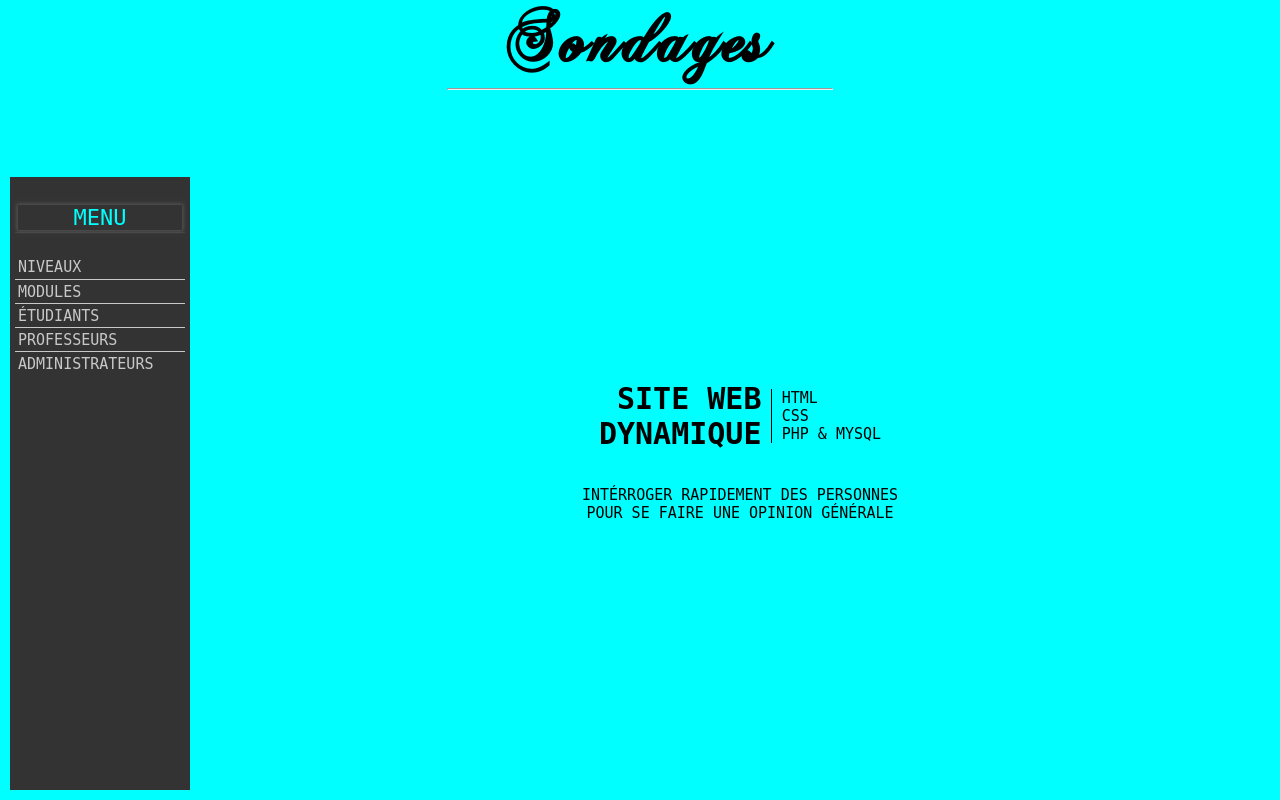 Sondages
MENU
NIVEAUX
MODULES
ÉTUDIANTS
PROFESSEURS
ADMINISTRATEURS
SITE WEB
DYNAMIQUE
HTML
CSS
PHP & MYSQL
INTÉRROGER RAPIDEMENT DES PERSONNES
POUR SE FAIRE UNE OPINION GÉNÉRALE